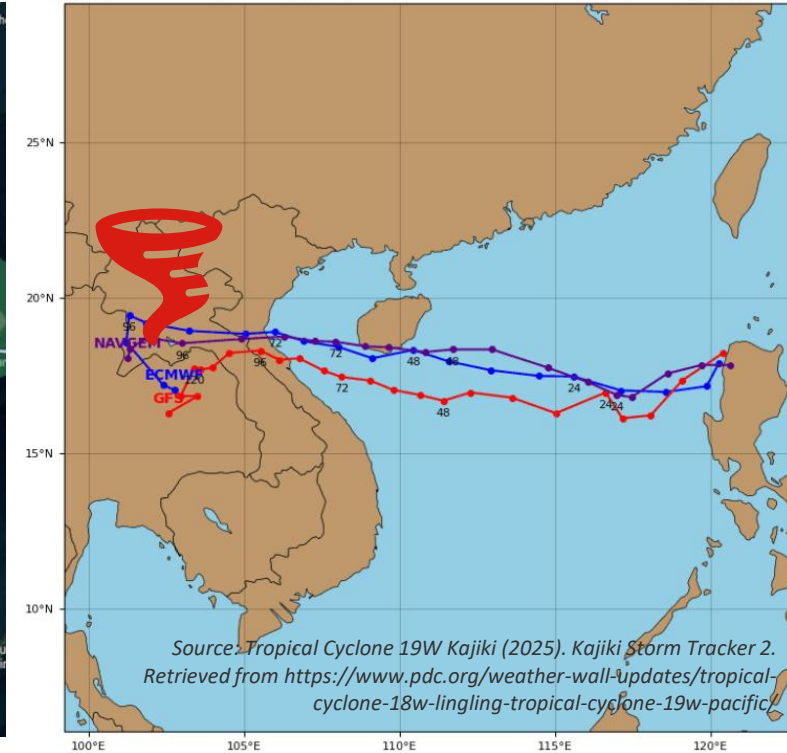 25°N
20°N
15°N
10°N
96
NAVGEM
96
ECMWF
120
GFS
96
72
72
72
48
48
48
24
24
24
Source: Tropical Cyclone 19W Kajiki (2025). Kajiki Storm Tracker 2.
Retrieved from https://www.pdc.org/weather-wall-updates/tropical-
cyclone-18w-lingling-tropical-cyclone-19w-pacific/
100°E
105°E
110°E
115°E
120°E